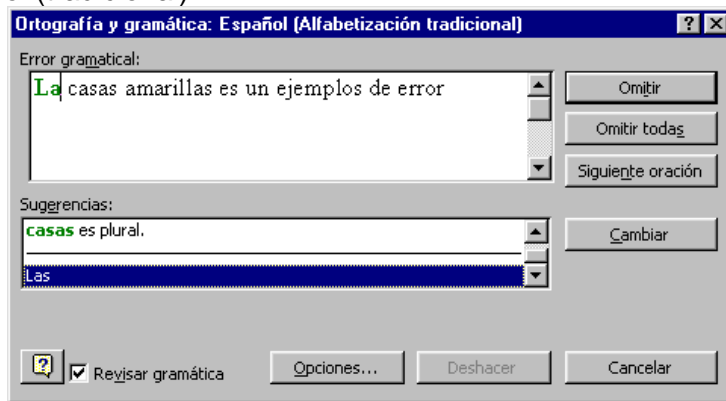 Ortografía y gramática: Español (Alfabetización tradicional)
Error gramatical:
La casas amarillas es un ejemplos de error
Omitir
Omitir todas
Siguiente oración
Sugerencias:
casas es plural.
Las
Cambiar
Revisar gramática
Opciones...
Deshacer
Cancelar